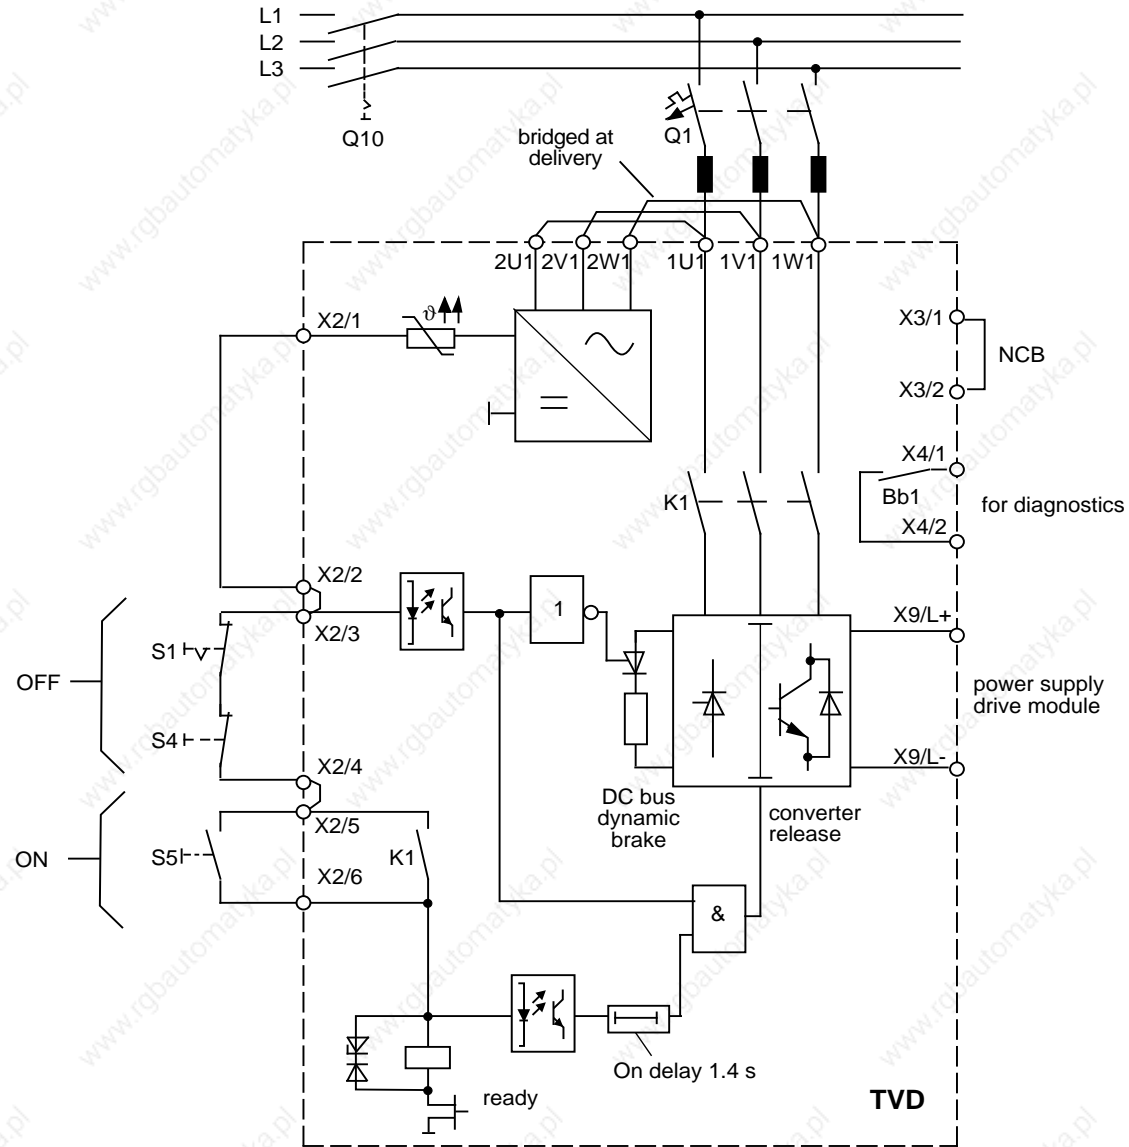 L1
L2
L3
Q10
Q1
bridged at
delivery
2U1 2V1 2W1 1U1 1V1 1W1
X2/1
ϑ
X3/1
NCB
X3/2
X4/1
K1
Bb1
for diagnostics
X4/2
X2/2
1
X2/3
X9/L+
S1
OFF
power supply
drive module
S4
X9/L-
X2/4
DC bus
dynamic
brake
converter
release
X2/5
ON
S5
K1
X2/6
&
On delay 1.4 s
ready
TVD
www.rgbautomatyka.pl